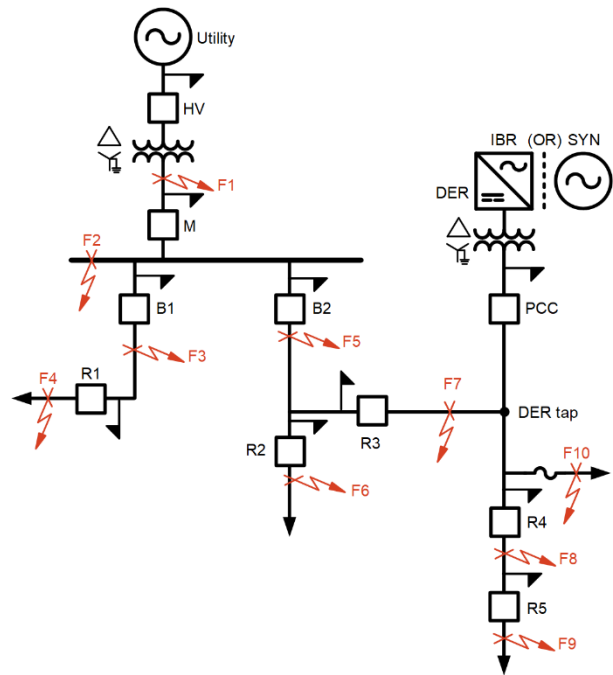 Utility
HV
IBR (OR) SYN
DER
F1
M
PCC
F2
B1
B2
F3
F5
F4
R1
F7
DER tap
R3
R2
F10
F6
R4
F8
R5
F9